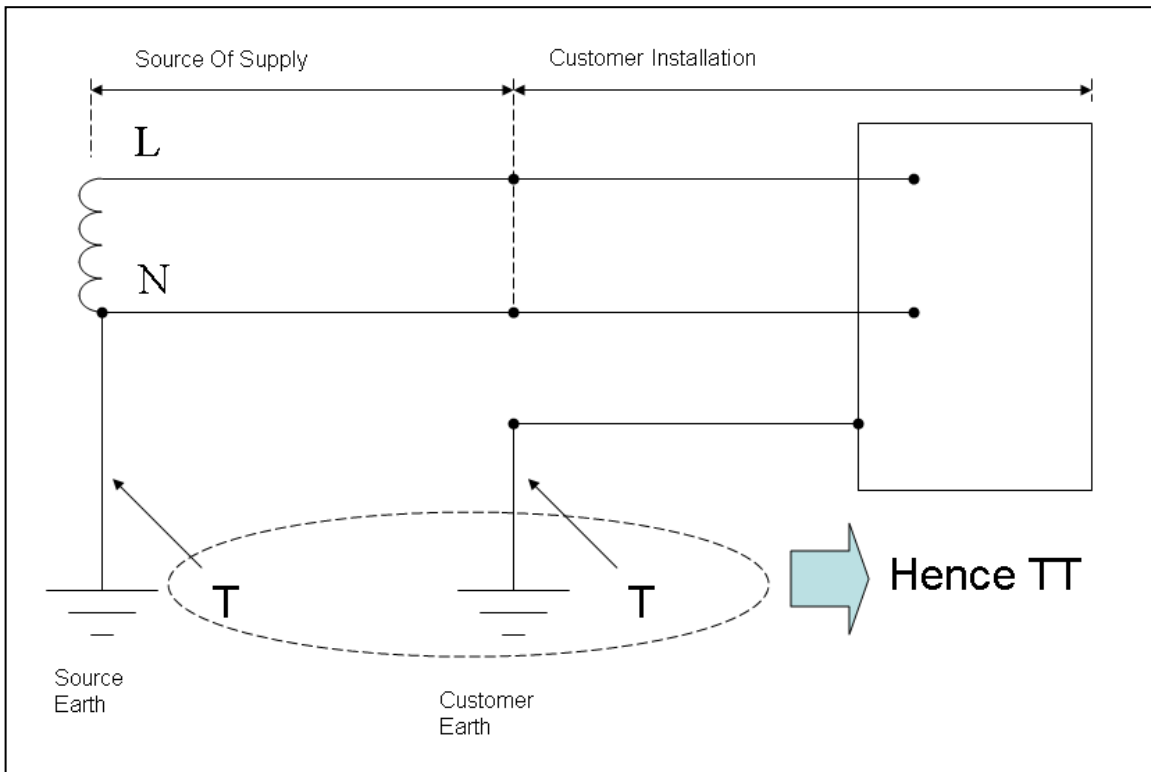 Source Of Supply
Customer Installation
L
N
T
T
Hence TT
Source
Earth
Customer
Earth